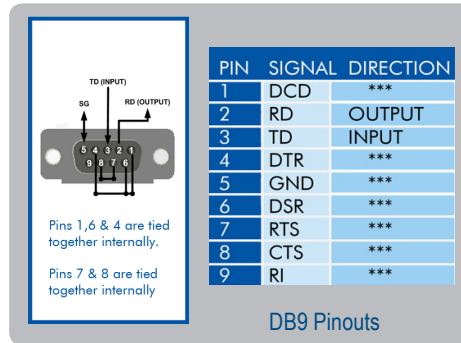 TD (INPUT)
SG
RD (OUTPUT)
5 4 3 2 1
9 8 7 6
Pins 1,6 & 4 are tied
together internally.
Pins 7 & 8 are tied
together internally
PIN SIGNAL DIRECTION
1 DCD ***
2 RD OUTPUT
3 TD INPUT
4 DTR ***
5 GND ***
6 DSR ***
7 RTS ***
8 CTS ***
9 RI ***
DB9 Pinouts